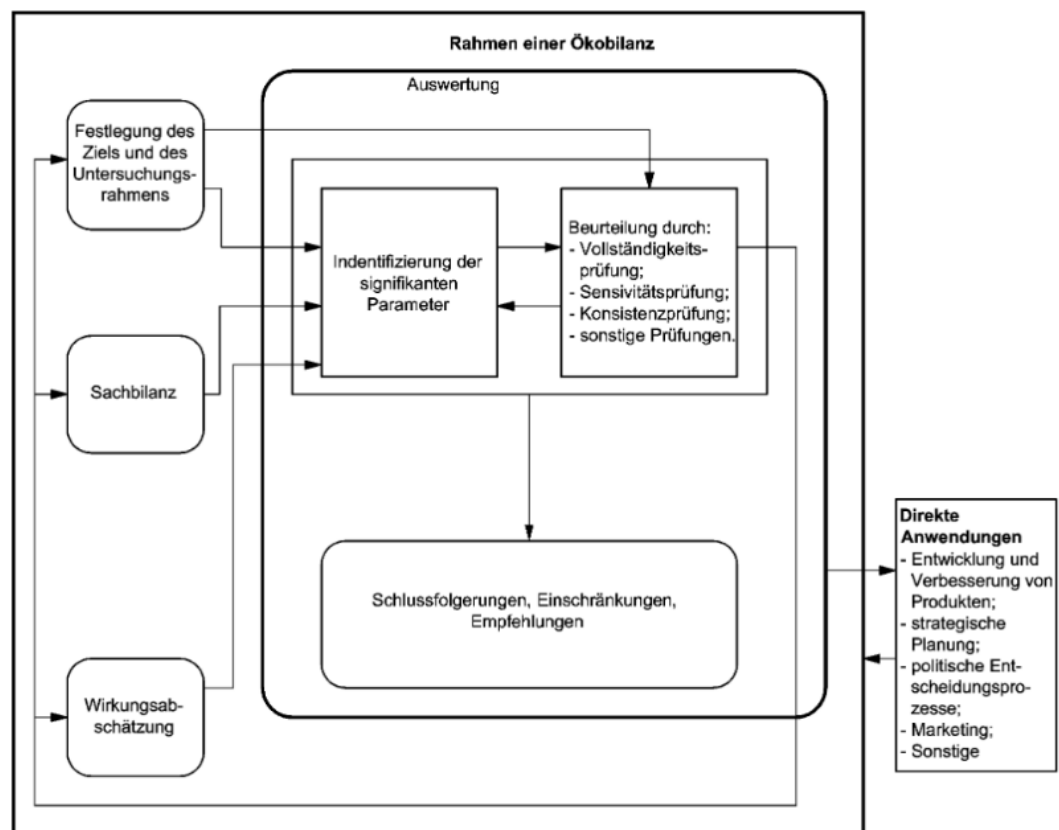 Rahmen einer Ökobilanz
Auswertung
Festlegung des
Ziels und des
Untersuchungs-
rahmens
Indentifizierung der
signifikanten
Parameter
Beurteilung durch:
- Vollständigkeits-
prüfung;
- Sensivitätsprüfung;
- Konsistenzprüfung;
- sonstige Prüfungen.
Sachbilanz
Schlussfolgerungen, Einschränkungen,
Empfehlungen
Wirkungsab-
schätzung
Direkte
Anwendungen
- Entwicklung und
Verbesserung von
Produkten;
- strategische
Planung;
- politische Ent-
scheidungspro-
zesse;
- Marketing;
- Sonstige